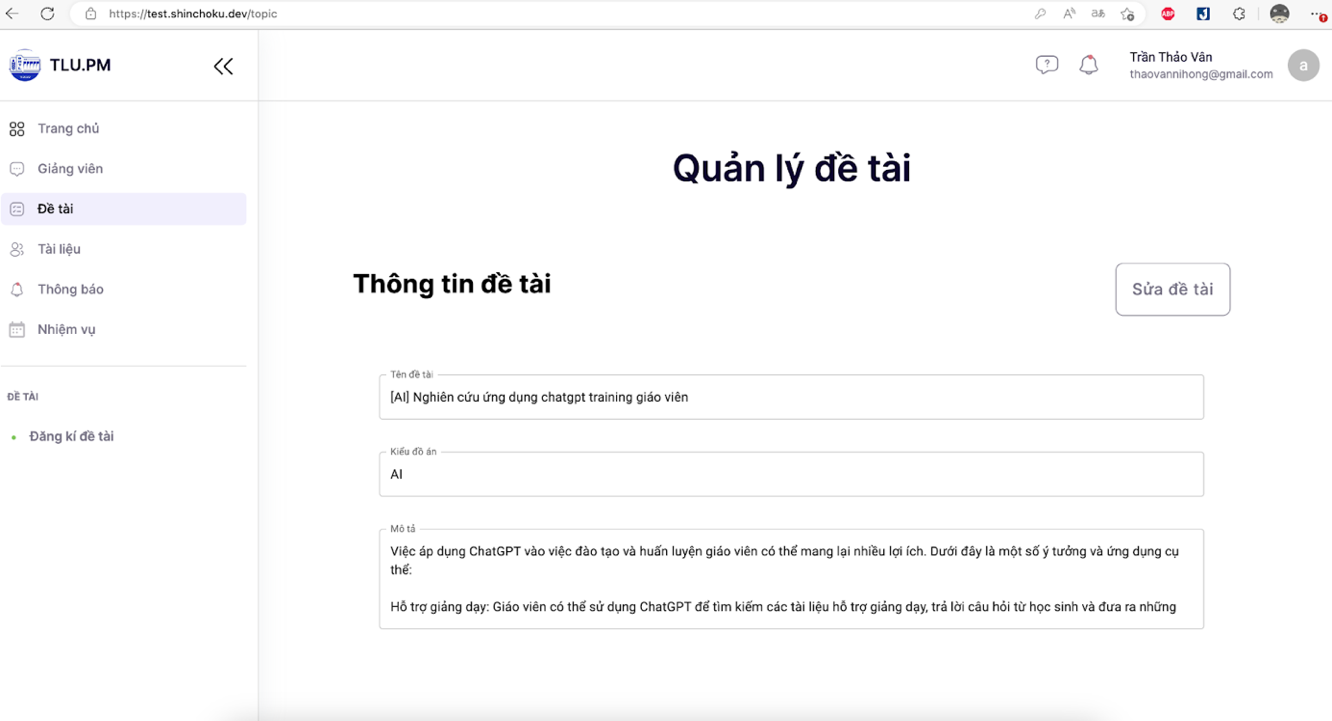 https://test.shinchoku.dev/topic
ABP
TLU.PM
Trần Thảo Vân
thaovannihong@gmail.com
a
Trang chủ
Giảng viên
Đề tài
Tài liệu
Thông báo
Nhiệm vụ
ĐỀ TÀI
Đăng kí đề tài
Quản lý đề tài
Thông tin đề tài
Sửa đề tài
Tên đề tài
[AI] Nghiên cứu ứng dụng chatgpt training giáo viên
Kiểu đồ án
AI
Mô tả
Việc áp dụng ChatGPT vào việc đào tạo và huấn luyện giáo viên có thể mang lại nhiều lợi ích. Dưới đây là một số ý tưởng và ứng dụng cụ
thể:
Hỗ trợ giảng dạy: Giáo viên có thể sử dụng ChatGPT để tìm kiếm các tài liệu hỗ trợ giảng dạy, trả lời câu hỏi từ học sinh và đưa ra những